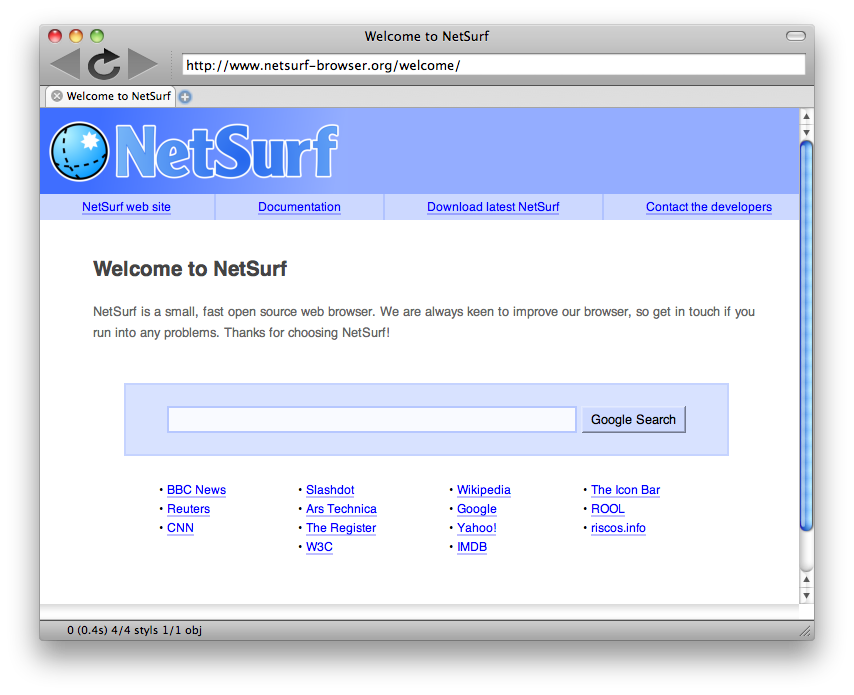 Welcome to NetSurf
http://www.netsurf-browser.org/welcome/
Welcome to NetSurf
NetSurf
NetSurf web site Documentation Download latest NetSurf Contact the developers
Welcome to NetSurf
NetSurf is a small, fast open source web browser. We are always keen to improve our browser, so get in touch if you
run into any problems. Thanks for choosing NetSurf!
Google Search
• BBC News • Slashdot • Wikipedia • The Icon Bar
• Reuters • Ars Technica • Google • ROOL
• CNN • The Register • Yahoo! • riscos.info
• W3C • IMDB
0 (0.4s) 4/4 styls 1/1 obj